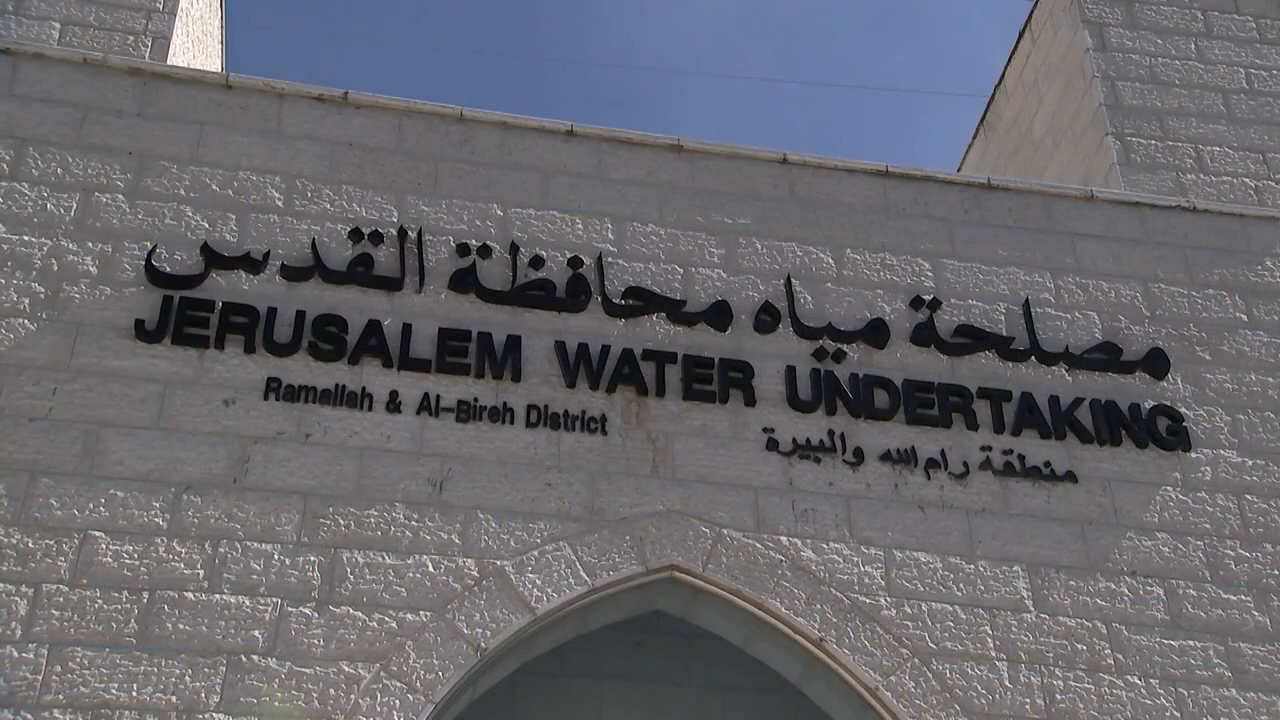 مصلحة مياه محافظة القدس
JERUSALEM WATER UNDERTAKING
Ramallah & Al-Bireh District
منطقة رام الله والبيرة